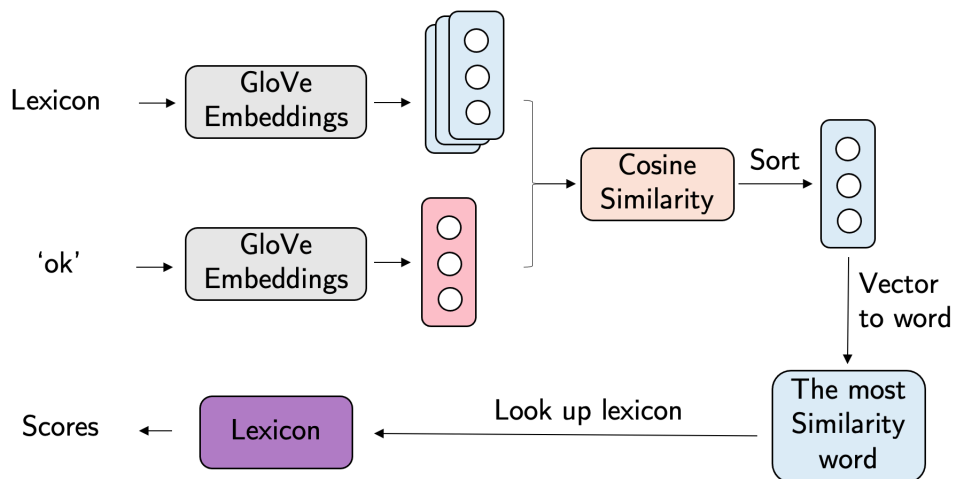 Lexicon
GloVe
Embeddings
'ok'
GloVe
Embeddings
Cosine
Similarity
Sort
Vector
to word
The most
Similarity
word
Look up lexicon
Lexicon
Scores